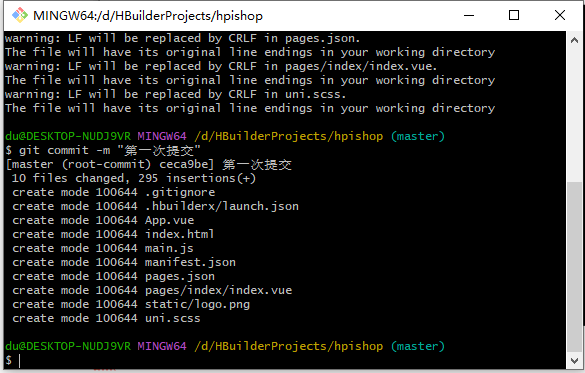 MINGW64:/d/HBuilderProjects/hpishop
warning: LF will be replaced by CRLF in pages.json.
The file will have its original line endings in your working directory
warning: LF will be replaced by CRLF in pages/index/index.vue.
The file will have its original line endings in your working directory
warning: LF will be replaced by CRLF in uni.scss.
The file will have its original line endings in your working directory
du@DESKTOP-NUDJ9VR MINGW64 /d/HBuilderProjects/hpishop (master)
$ git commit -m "第一次提交"
[master (root-commit) ceca9be] 第一次提交
10 files changed, 295 insertions(+)
create mode 100644 .gitignore
create mode 100644 .hbuilderx/launch.json
create mode 100644 App.vue
create mode 100644 index.html
create mode 100644 main.js
create mode 100644 manifest.json
create mode 100644 pages.json
create mode 100644 pages/index/index.vue
create mode 100644 static/logo.png
create mode 100644 uni.scss
du@DESKTOP-NUDJ9VR MINGW64 /d/HBuilderProjects/hpishop (master)
$